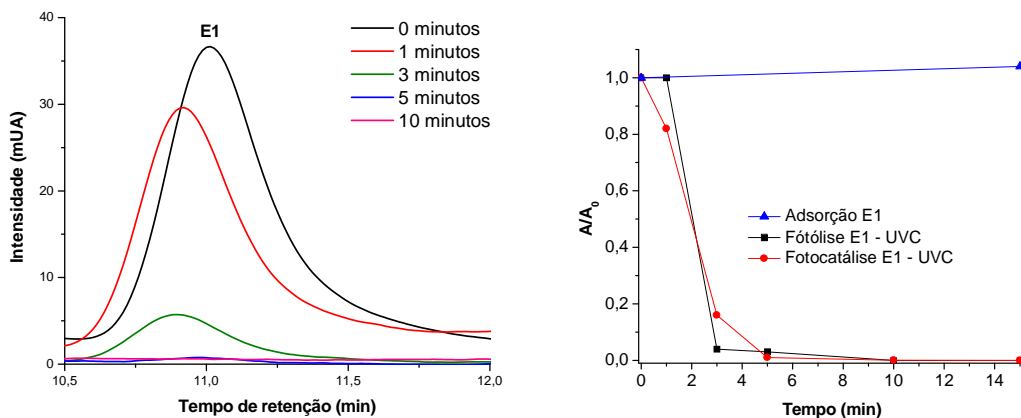 E1
0 minutos
1 minutos
3 minutos
5 minutos
10 minutos
Intensidade (mUA)
40
30
20
10
0
10,5
11,0
11,5
12,0
Tempo de retenção (min)
A/A0
1,0
0,8
0,6
0,4
0,2
0,0
Adsorção E1
Fótólise E1 - UVC
Fotocatálise E1 - UVC
0
2
4
6
8
10
12
14
Tempo (min)